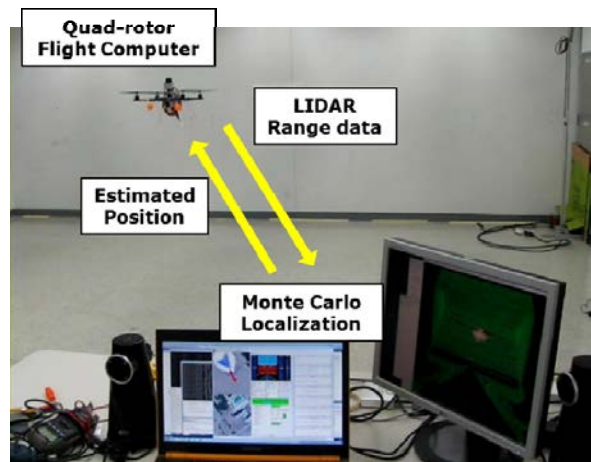 Quad-rotor
Flight Computer
LIDAR
Range data
Estimated
Position
Monte Carlo
Localization